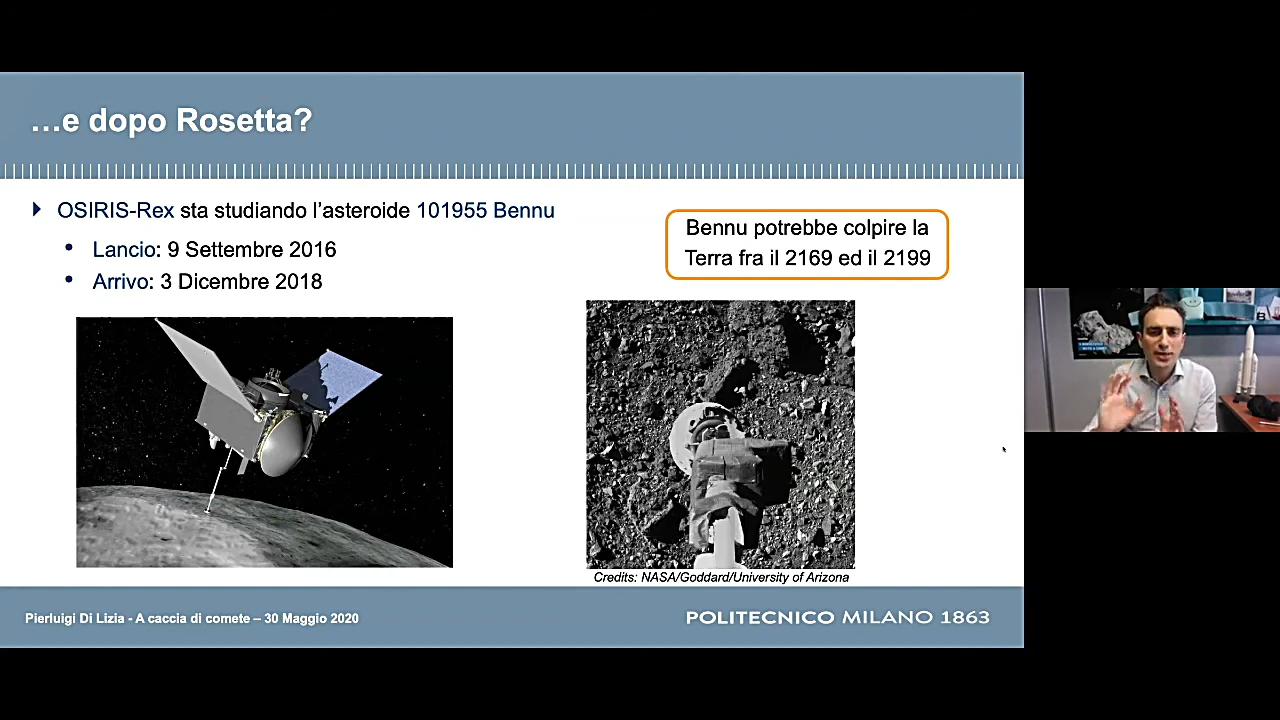 …e dopo Rosetta?
OSIRIS-Rex sta studiando l'asteroide 101955 Bennu
Lancio: 9 Settembre 2016
Arrivo: 3 Dicembre 2018
Bennu potrebbe colpire la
Terra fra il 2169 ed il 2199
Credits: NASA/Goddard/University of Arizona
Pierluigi Di Lizia - A caccia di comete – 30 Maggio 2020
POLITECNICO MILANO 1863